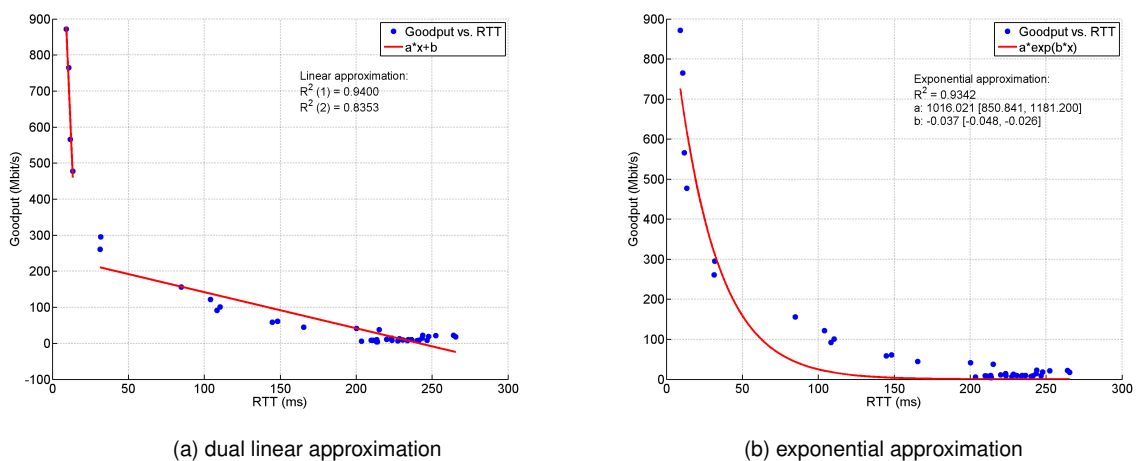 900
800
700
600
500
400
300
200
100
0
-100
0
50
100
150
200
250
300
Goodput (Mbit/s)
RTT (ms)
Goodput vs. RTT
a*x+b
Linear approximation:
R² (1) = 0.9400
R² (2) = 0.8353
(a) dual linear approximation
900
800
700
600
500
400
300
200
100
0
0
50
100
150
200
250
300
Goodput (Mbit/s)
RTT (ms)
Goodput vs. RTT
a*exp(b*x)
Exponential approximation:
R² = 0.9342
a: 1016.021 [850.841, 1181.200]
b: -0.037 [-0.048, -0.026]
(b) exponential approximation